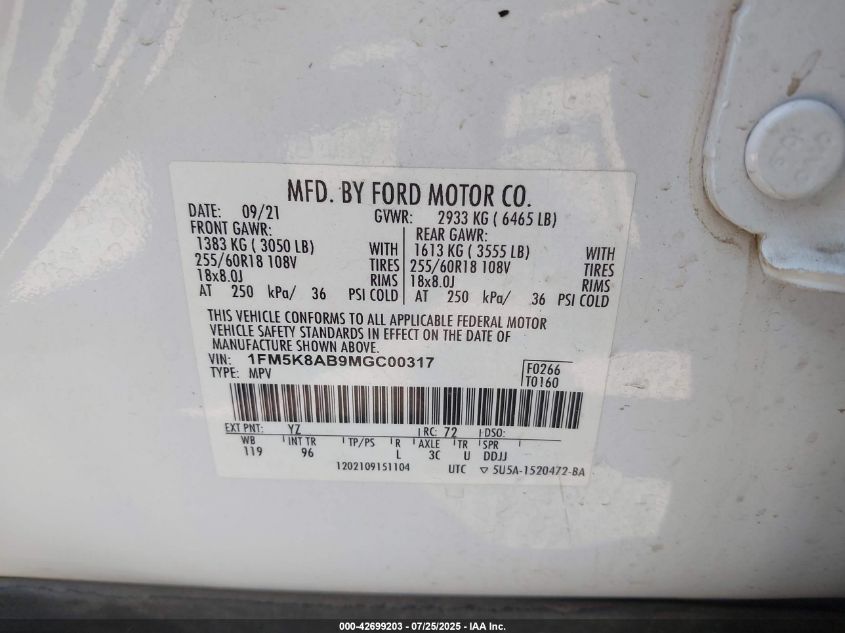 MFD. BY FORD MOTOR CO.
DATE: 09/21 GVWR: 2933 KG ( 6465 LB)
FRONT GAWR: REAR GAWR:
1383 KG ( 3050 LB) WITH 1613 KG ( 3555 LB) WITH
255/60R18 108V TIRES 255/60R18 108V TIRES
18x8.0J RIMS 18x8.0J RIMS
AT 250 kPa/ 36 PSI COLD AT 250 kPa/ 36 PSI COLD
THIS VEHICLE CONFORMS TO ALL APPLICABLE FEDERAL MOTOR
VEHICLE SAFETY STANDARDS IN EFFECT ON THE DATE OF
MANUFACTURE SHOWN ABOVE.
VIN: 1FM5K8AB9MGC00317 F0266
TYPE: MPV T0160
EXT PNT: YZ RC: 72 DSO:
WB INT TR TP/PS R AXLE TR SPR
119 96 L 3C U DDJJ
1202109151104 UTC ▽ 5U5A-1520472-BA
000-42699203 - 07/25/2025 - IAA Inc.